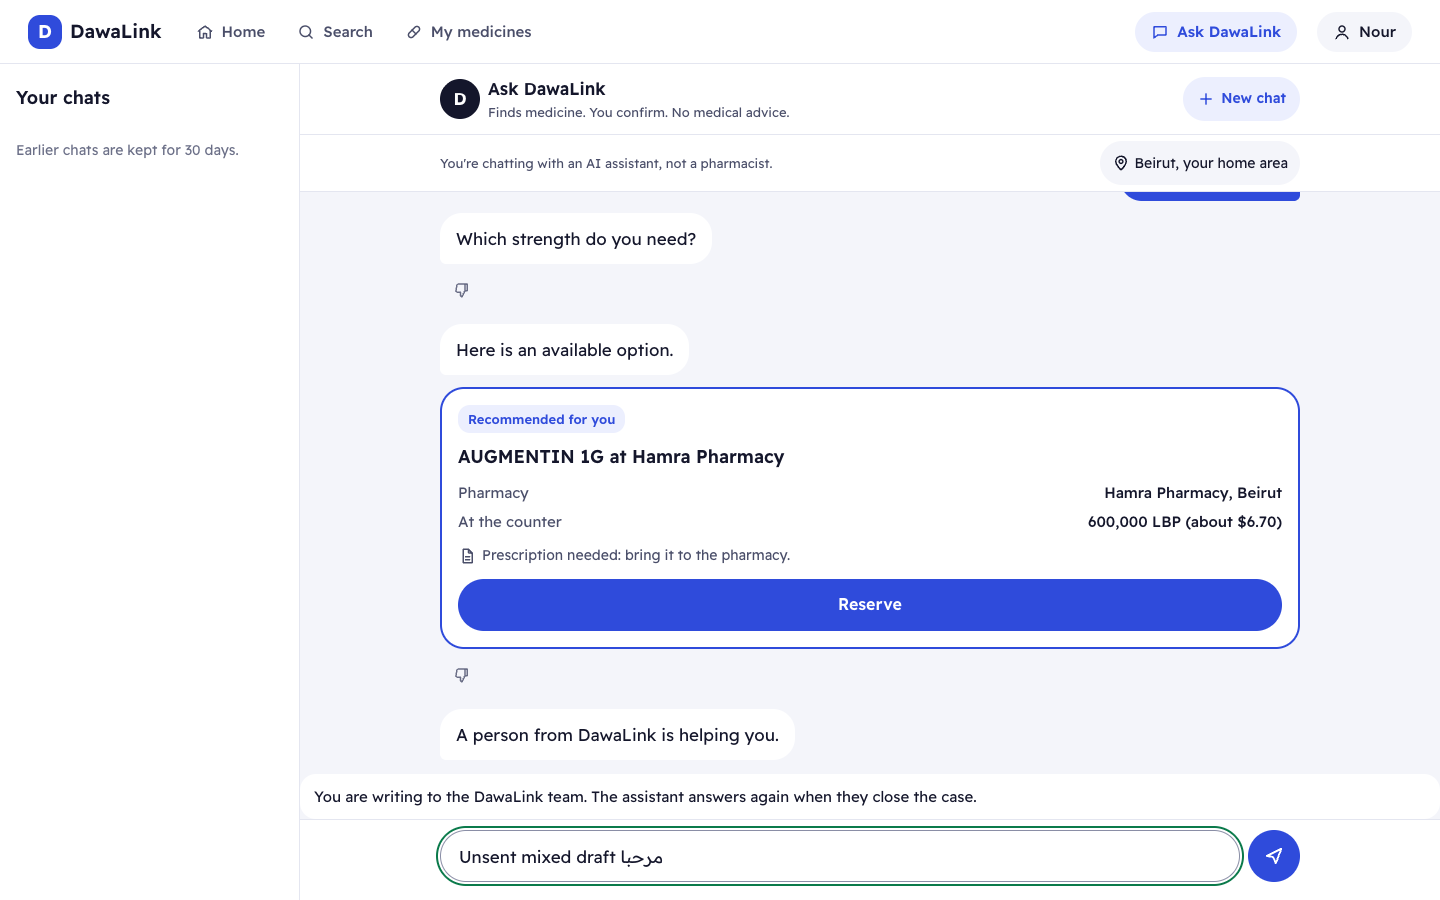 D DawaLink Home Search My medicines Ask DawaLink Nour
Your chats
Earlier chats are kept for 30 days.
D Ask DawaLink
Finds medicine. You confirm. No medical advice.
New chat
You're chatting with an AI assistant, not a pharmacist.
Beirut, your home area
Which strength do you need?
Here is an available option.
Recommended for you
AUGMENTIN 1G at Hamra Pharmacy
Pharmacy Hamra Pharmacy, Beirut
At the counter 600,000 LBP (about $6.70)
Prescription needed: bring it to the pharmacy.
Reserve
A person from DawaLink is helping you.
You are writing to the DawaLink team. The assistant answers again when they close the case.
Unsent mixed draft مرحبا